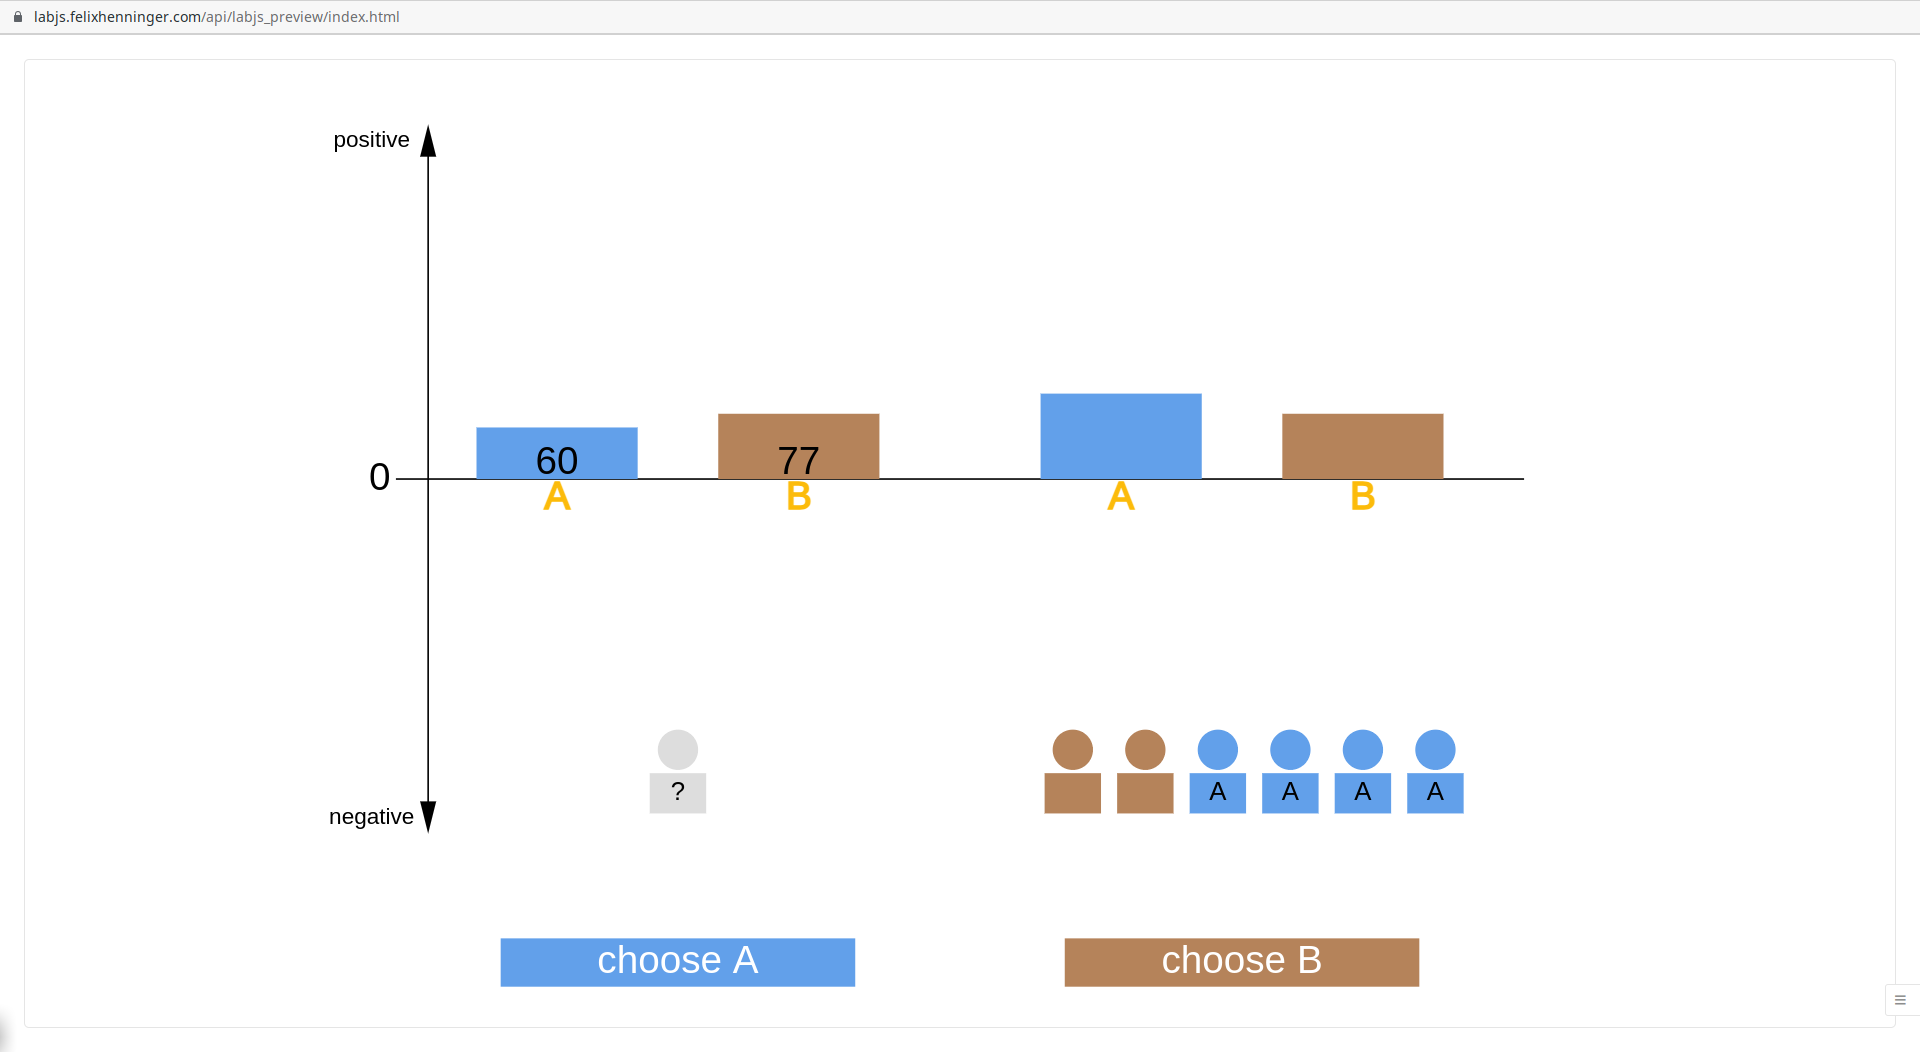 labjs.felixhenninger.com/api/labjs_preview/index.html
positive
60 77
0
A B A B
? A A A A
negative
choose A choose B